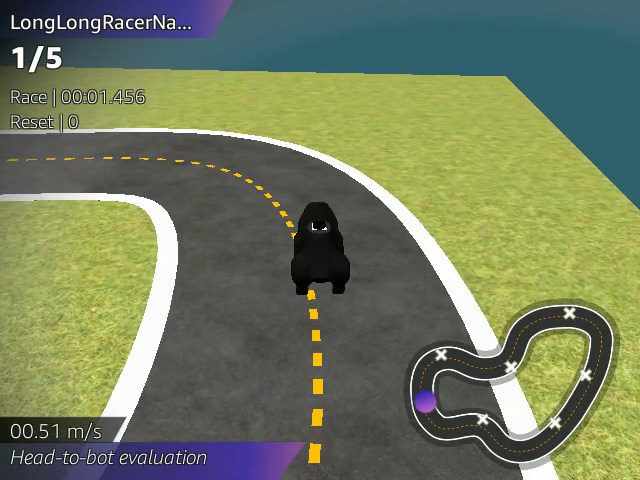 LongLongRacerNa...
1/5
Race | 00:01.456
Reset | 0
00.51 m/s
Head-to-bot evaluation